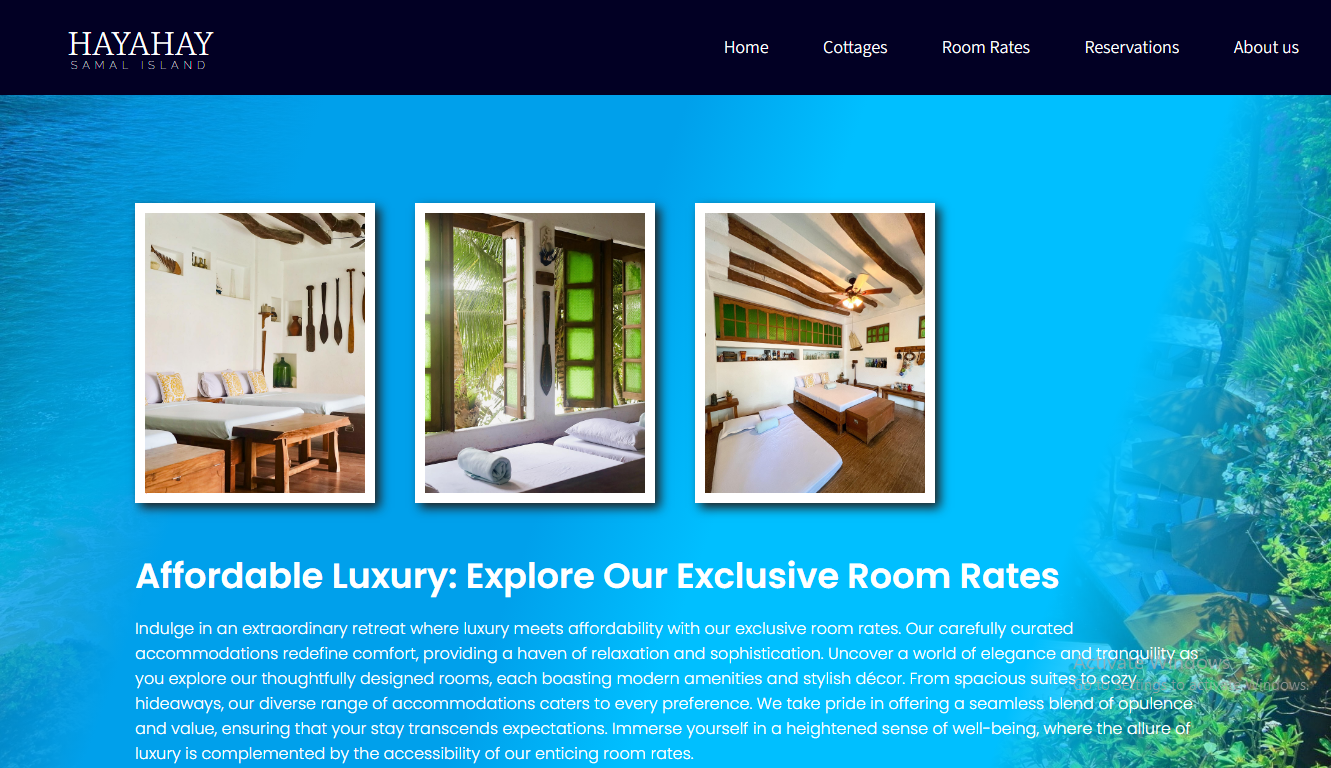 HAYAHAY
SAMAL ISLAND
Home Cottages Room Rates Reservations About us
Affordable Luxury: Explore Our Exclusive Room Rates
Indulge in an extraordinary retreat where luxury meets affordability with our exclusive room rates. Our carefully curated
accommodations redefine comfort, providing a haven of relaxation and sophistication. Uncover a world of elegance and tranquility as
you explore our thoughtfully designed rooms, each boasting modern amenities and stylish décor. From spacious suites to cozy
hideaways, our diverse range of accommodations caters to every preference. We take pride in offering a seamless blend of opulence
and value, ensuring that your stay transcends expectations. Immerse yourself in a heightened sense of well-being, where the allure of
luxury is complemented by the accessibility of our enticing room rates.
Activate Windows
Windows.